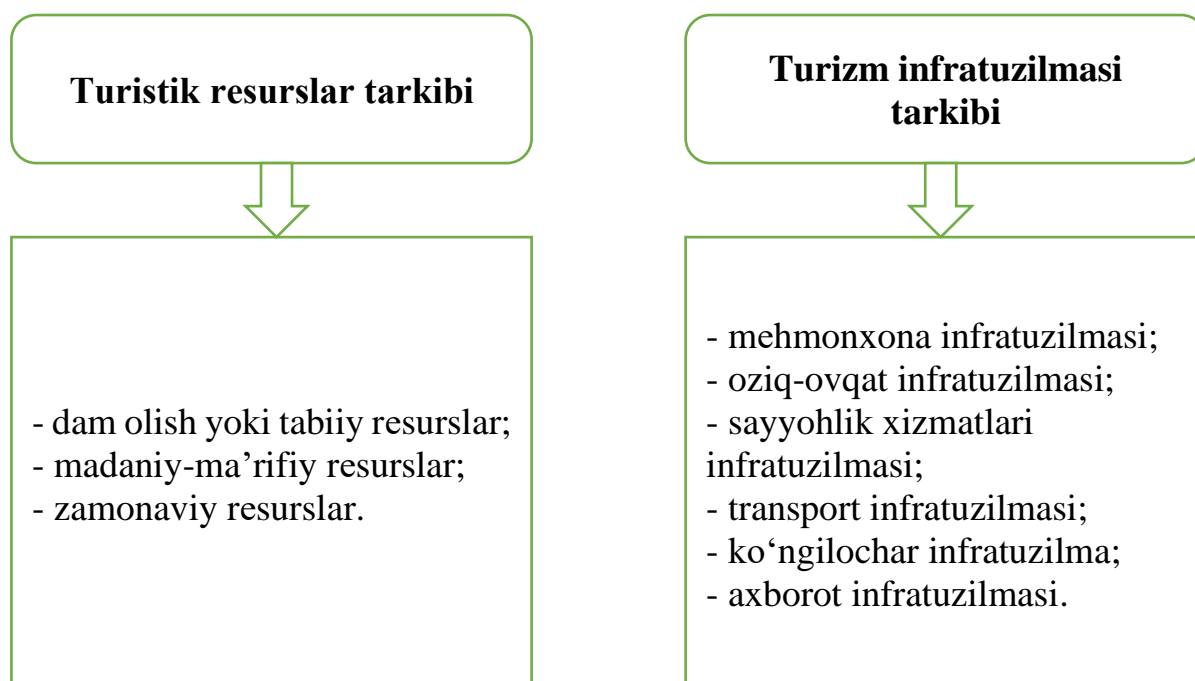 Turistik resurslar tarkibi
- dam olish yoki tabiiy resurslar;
- madaniy-ma’rifiy resurslar;
- zamonaviy resurslar.
Turizm infratuzilmasi
tarkibi
- mehmonxona infratuzilmasi;
- oziq-ovqat infratuzilmasi;
- sayyohlik xizmatlari
infratuzilmasi;
- transport infratuzilmasi;
- ko‘ngilochar infratuzilma;
- axborot infratuzilmasi.